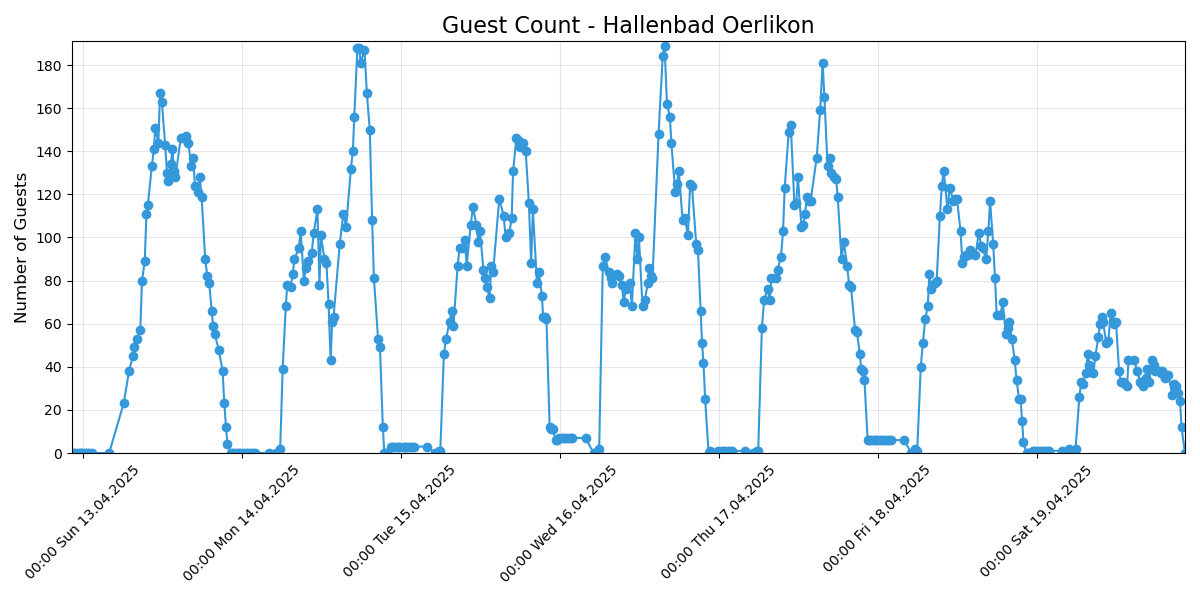 Guest Count - Hallenbad Oerlikon
Number of Guests
180
160
140
120
100
80
60
40
20
0
00:00 Sun 13.04.2025
00:00 Mon 14.04.2025
00:00 Tue 15.04.2025
00:00 Wed 16.04.2025
00:00 Thu 17.04.2025
00:00 Fri 18.04.2025
00:00 Sat 19.04.2025